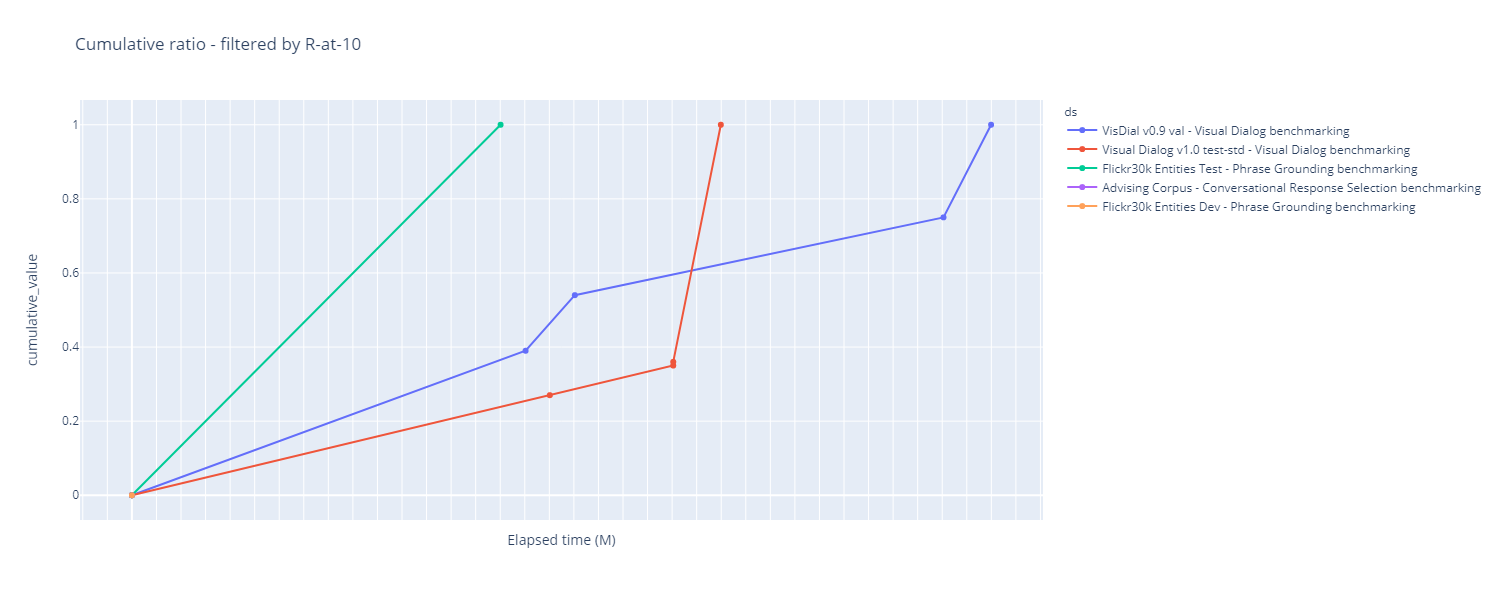 Cumulative ratio - filtered by R-at-10
ds
VisDial v0.9 val - Visual Dialog benchmarking
Visual Dialog v1.0 test-std - Visual Dialog benchmarking
Flickr30k Entities Test - Phrase Grounding benchmarking
Advising Corpus - Conversational Response Selection benchmarking
Flickr30k Entities Dev - Phrase Grounding benchmarking
cumulative_value
1
0.8
0.6
0.4
0.2
0
Elapsed time (M)